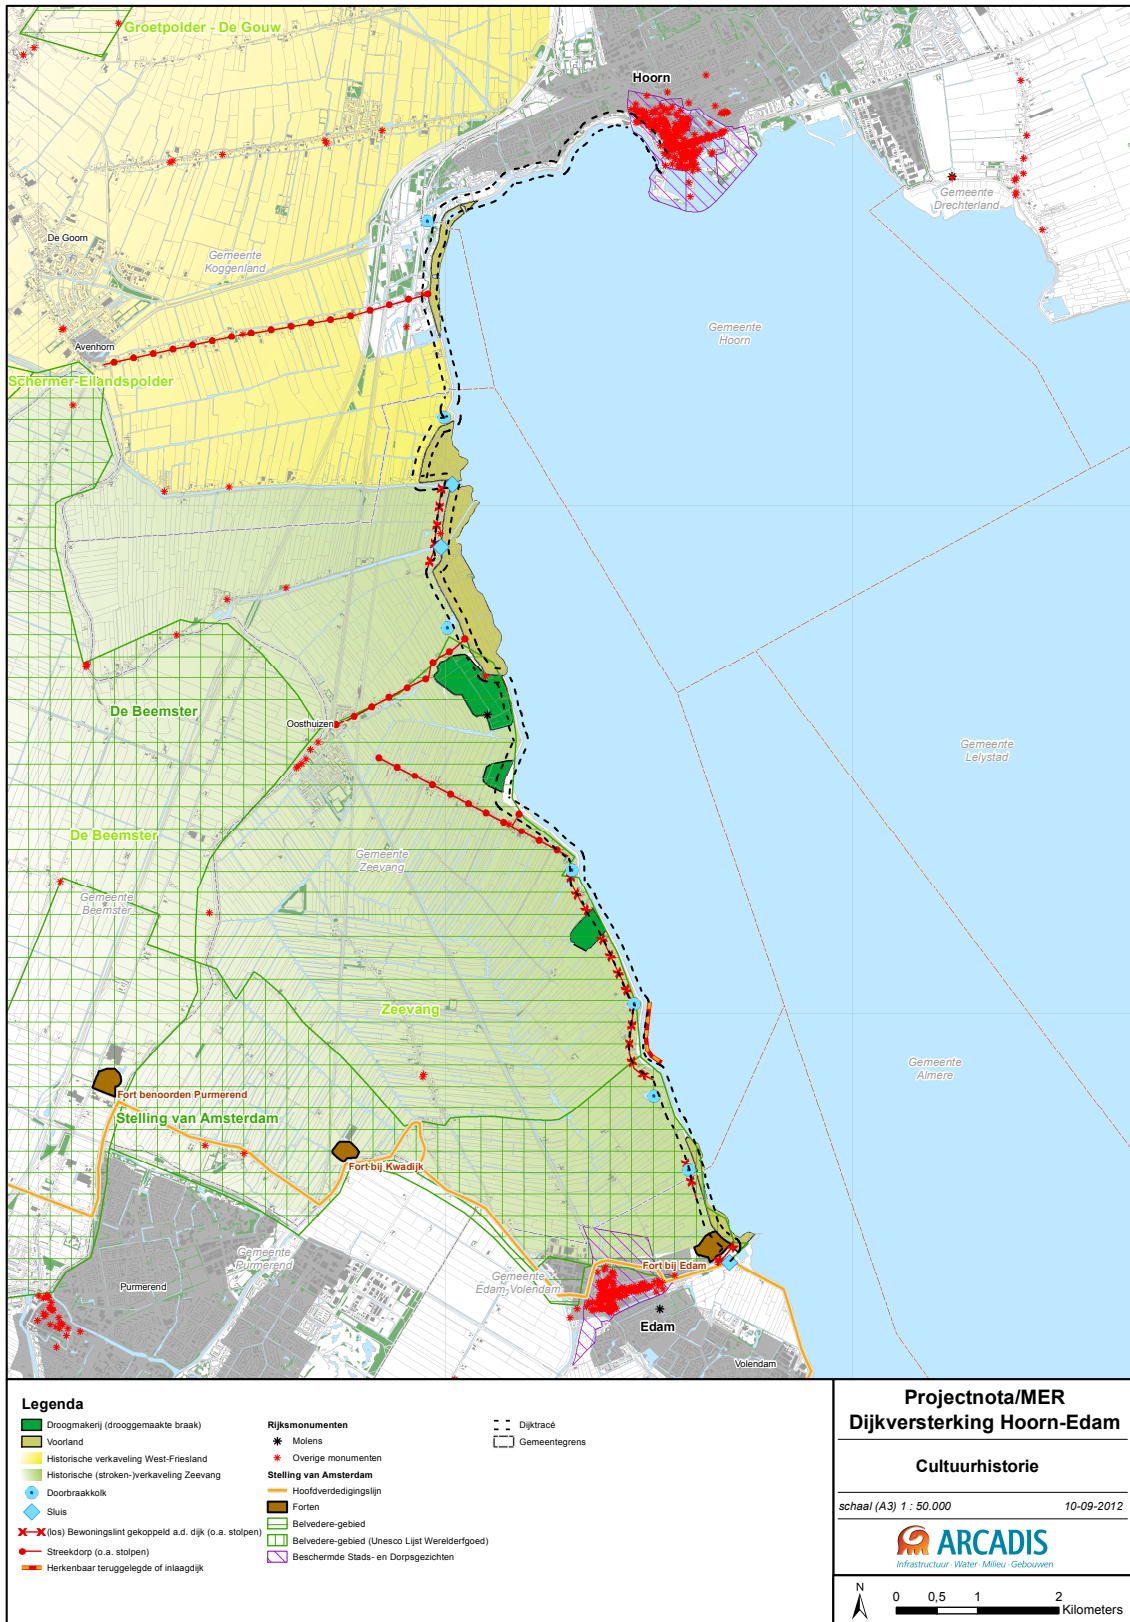 Groetpolder - De Gouw
Hoorn
Gemeente
Drechterland
De Goorn
Gemeente
Koggenland
Gemeente
Hoorn
Avenhorn
Schermer-Eilandspolder
De Beemster
Oosthuizen
Gemeente
Lelystad
De Beemster
Gemeente
Zeevang
Gemeente
Beemster
Zeevang
Gemeente
Almere
Fort benoorden Purmerend
Stelling van Amsterdam
Fort bij Kwadijk
Gemeente
Purmerend
Fort bij Edam
Gemeente
Edam-Volendam
Purmerend
Edam
Volendam
Legenda
Droogmakerij (drooggemaakte braak)
Voorland
Historische verkaveling West-Friesland
Historische (stroken-)verkaveling Zeevang
Doorbraakkolk
Sluis
(los) Bewoningslint gekoppeld a.d. dijk (o.a. stolpen)
Streekdorp (o.a. stolpen)
Herkenbaar teruggelegde of inlaagdijk
Rijksmonumenten
Molens
Overige monumenten
Stelling van Amsterdam
Hoofdverdedigingslijn
Forten
Belvedere-gebied
Belvedere-gebied (Unesco Lijst Werelderfgoed)
Beschermde Stads- en Dorpsgezichten
Dijktracé
Gemeentegrens
Projectnota/MER
Dijkversterking Hoorn-Edam
Cultuurhistorie
schaal (A3) 1 : 50.000 10-09-2012
ARCADIS
Infrastructuur · Water · Milieu · Gebouwen
N
0 0,5 1 2
Kilometers